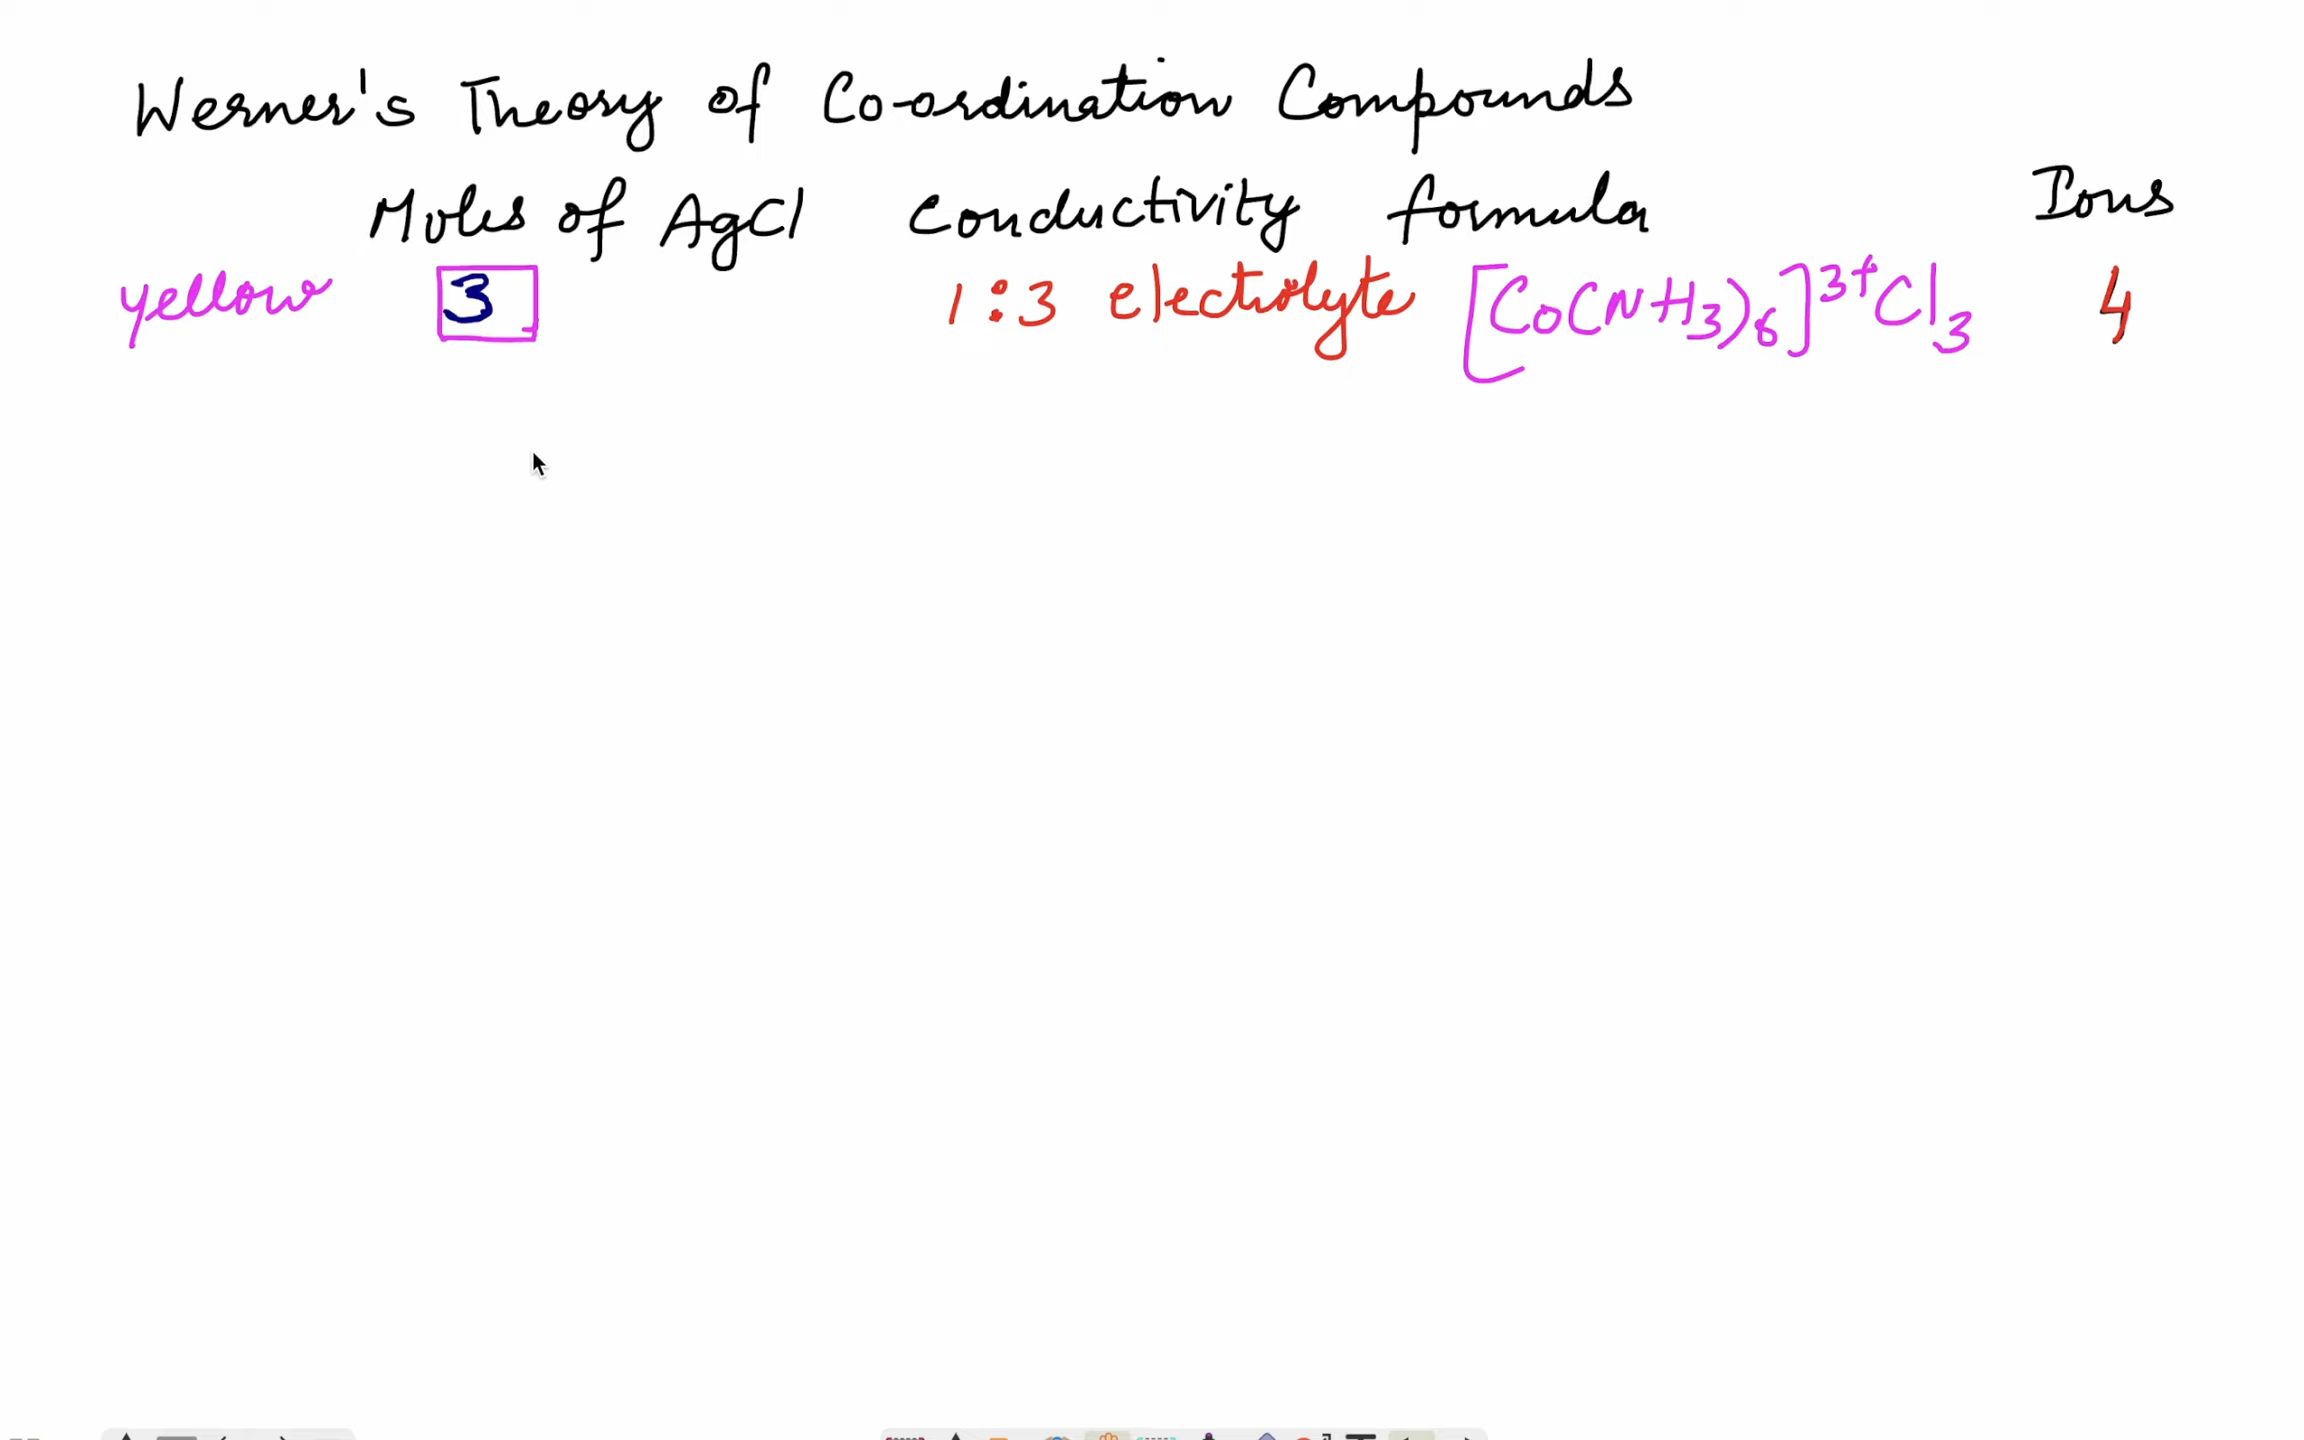 Werner's Theory of Co-ordination Compounds
Moles of AgCl conductivity formula Ions
yellow 3 1:3 electrolyte [Co(NH3)6]³⁺Cl3 4